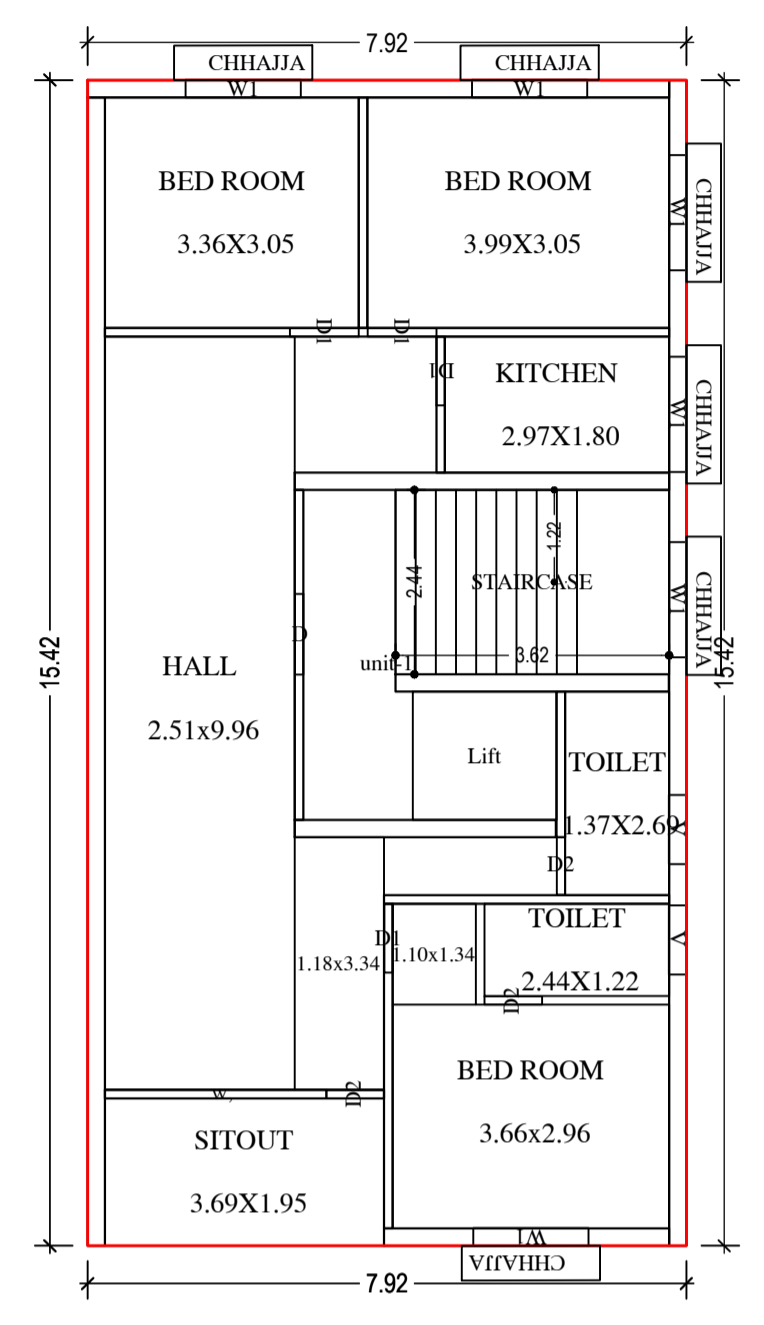 7.92
CHHAJJA
CHHAJJA
W1
W1
BED ROOM
3.36X3.05
BED ROOM
3.99X3.05
W1
CHHAJJA
D1
D1
D1
KITCHEN
2.97X1.80
W1
CHHAJJA
1.22
2.44
STAIRCASE
W1
CHHAJJA
D
unit-1
3.62
15.42
15.42
HALL
2.51x9.96
Lift
TOILET
1.37X2.69
V
D2
TOILET
2.44X1.22
V
D1
1.18x3.34
1.10x1.34
D2
BED ROOM
3.66x2.96
W,
D2
SITOUT
3.69X1.95
W1
CHHAJJA
7.92